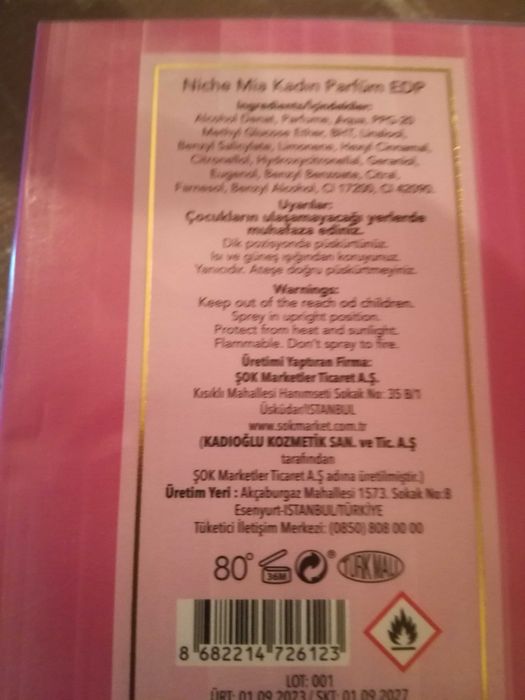 Niche Mia Kadın Parfüm EDP
Ingredients/İçindekiler:
Alcohol Denat, Parfume, Aqua, PPG-20
Methyl Glucose Ether, BHT, Linalool,
Benzyl Salicylate, Limonene, Hexyl Cinnamal,
Citronellol, Hydroxycitronellal, Geraniol,
Eugenol, Benzyl Benzoate, Citral,
Farnesol, Benzyl Alcohol, CI 17200, CI 42090.
Uyarılar:
Çocukların ulaşamayacağı yerlerde
muhafaza ediniz.
Dik pozisyonda püskürtünüz.
Isı ve güneş ışığından koruyunuz.
Yanıcıdır. Ateşe doğru püskürtmeyiniz.
Warnings:
Keep out of the reach od children.
Spray in upright position.
Protect from heat and sunlight.
Flammable. Don't spray to fire.
Üretimi Yaptıran Firma:
ŞOK Marketler Ticaret A.Ş.
Kısıklı Mahallesi Hanımseti Sokak No: 35 B/1
Üsküdar/İSTANBUL
www.sokmarket.com.tr
(KADIOĞLU KOZMETİK SAN. ve Tic. A.Ş
tarafından
ŞOK Marketler Ticaret A.Ş adına üretilmiştir.)
Üretim Yeri : Akçaburgaz Mahallesi 1573. Sokak No:8
Esenyurt-İSTANBUL/TÜRKİYE
Tüketici İletişim Merkezi: (0850) 808 00 00
80° 36M ® TÜRK MALI
8 682214 726123
LOT: 001
ÜRT: 01.09.2023 / SKT: 01.09.2027